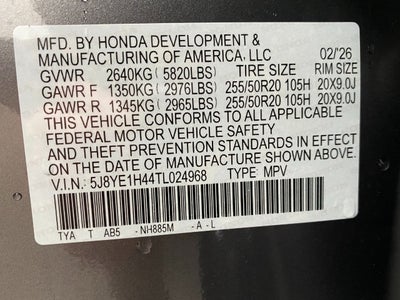 MFD. BY HONDA DEVELOPMENT &
MANUFACTURING OF AMERICA, LLC 02/26
GVWR 2640KG (5820LBS) TIRE SIZE RIM SIZE
GAWR F 1350KG (2976LBS) 255/50R20 105H 20X9.0J
GAWR R 1345KG (2965LBS) 255/50R20 105H 20X9.0J
THIS VEHICLE CONFORMS TO ALL APPLICABLE
FEDERAL MOTOR VEHICLE SAFETY
AND THEFT PREVENTION STANDARDS IN EFFECT
ON THE DATE OF MANUFACTURE SHOWN ABOVE.
V.I.N.: 5J8YE1H44TL024968 TYPE: MPV
TYA T AB5 -NH885M -A-L